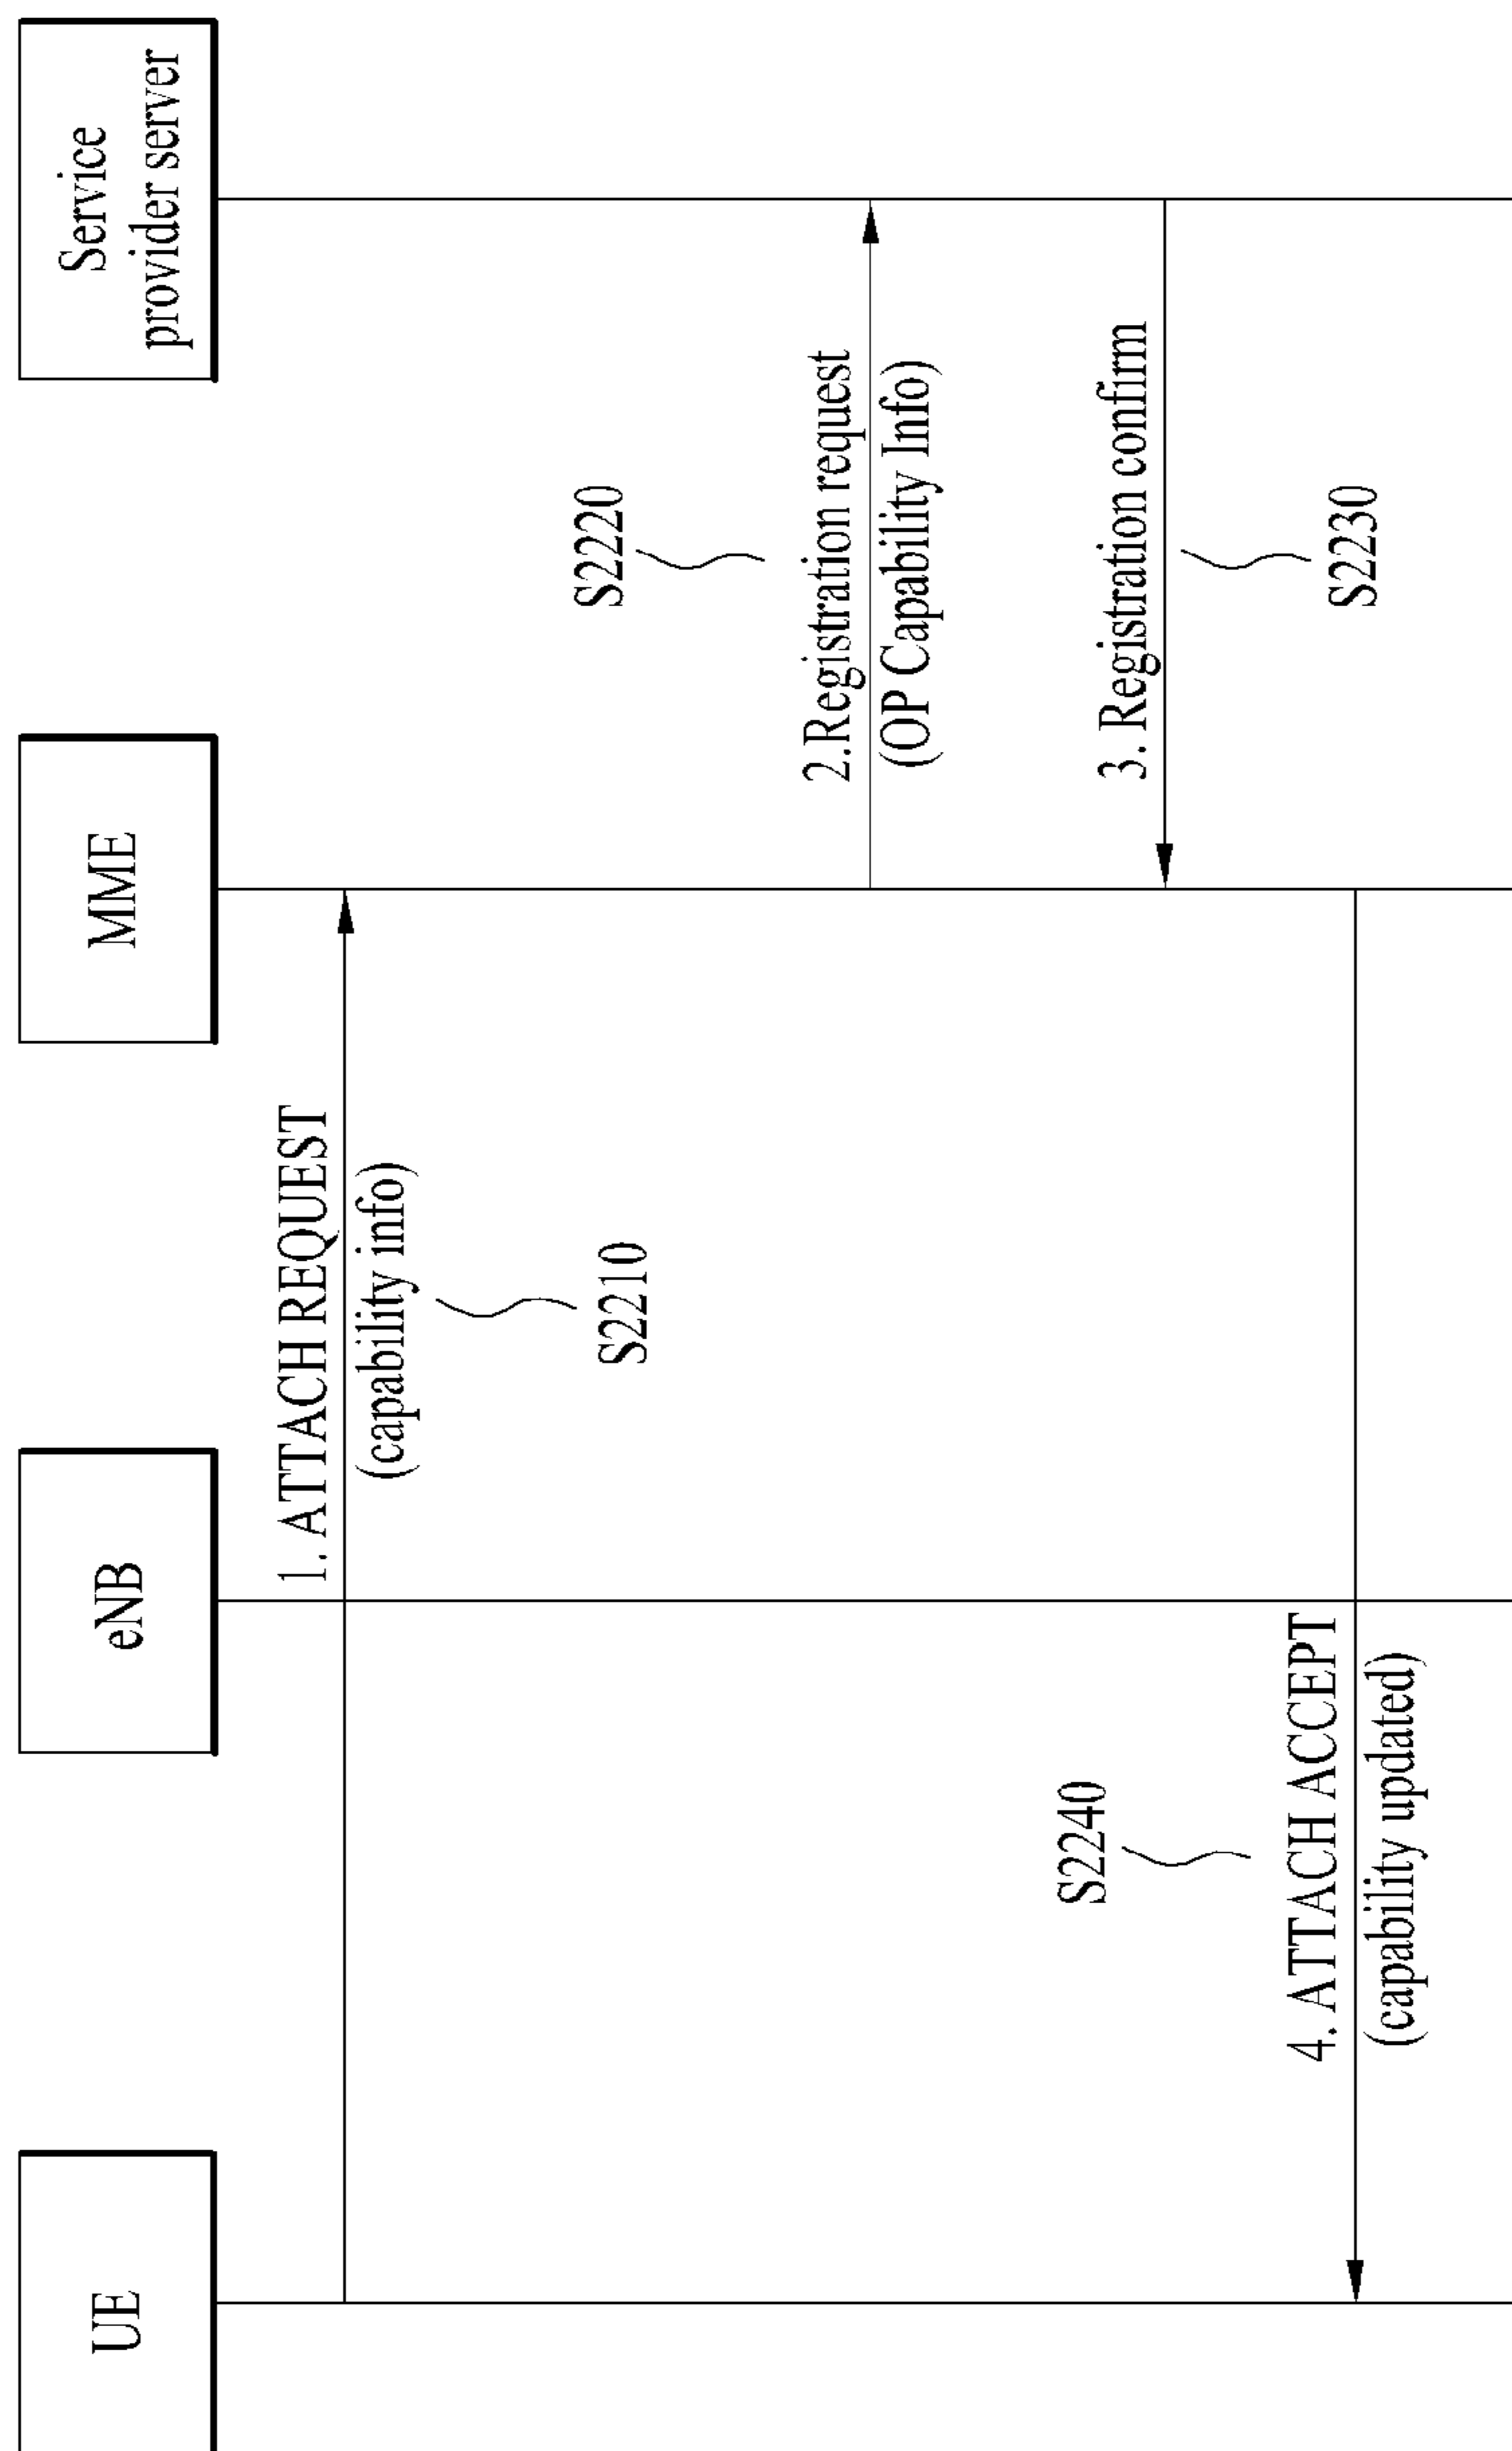 UE
eNB
MME
Service
provider server
1. ATTACH REQUEST
(capability info)
S2210
S2220
2.Registration request
(OP Capability Info)
3. Registration confirm
S2230
S2240
4. ATTACH ACCEPT
(capability updated)